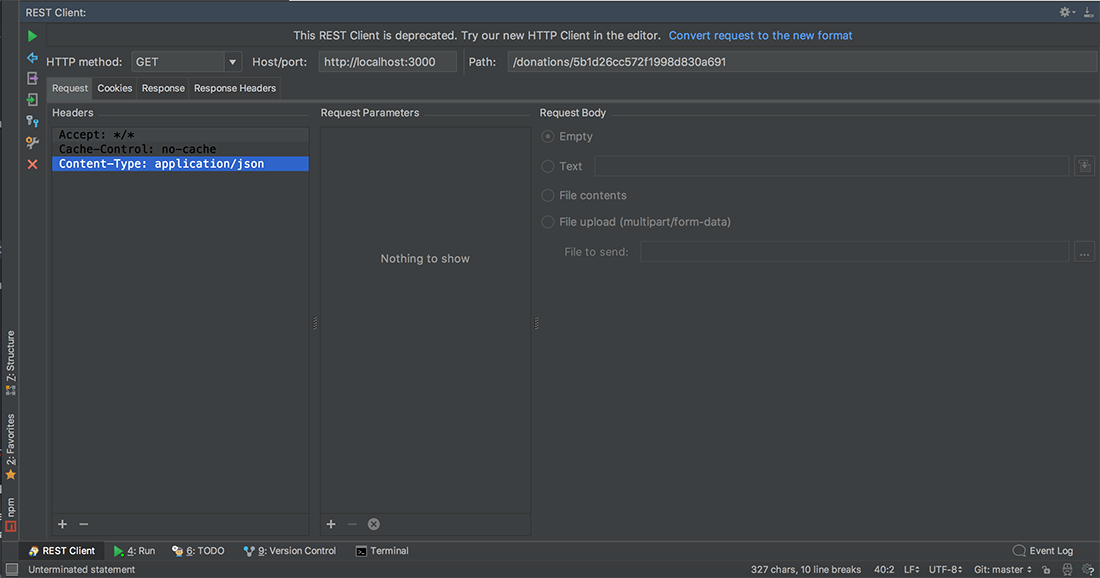 REST Client:
This REST Client is deprecated. Try our new HTTP Client in the editor. Convert request to the new format
HTTP method: GET Host/port: http://localhost:3000 Path: /donations/5b1d26cc572f1998d830a691
Request Cookies Response Response Headers
Headers Request Parameters Request Body
Accept: */*
Cache-Control: no-cache
Content-Type: application/json
Nothing to show
Empty
Text
File contents
File upload (multipart/form-data)
File to send: ...
7: Structure
2: Favorites
npm
REST Client 4: Run 6: TODO 9: Version Control Terminal Event Log
Unterminated statement 327 chars, 10 line breaks 40:2 LF UTF-8 Git: master